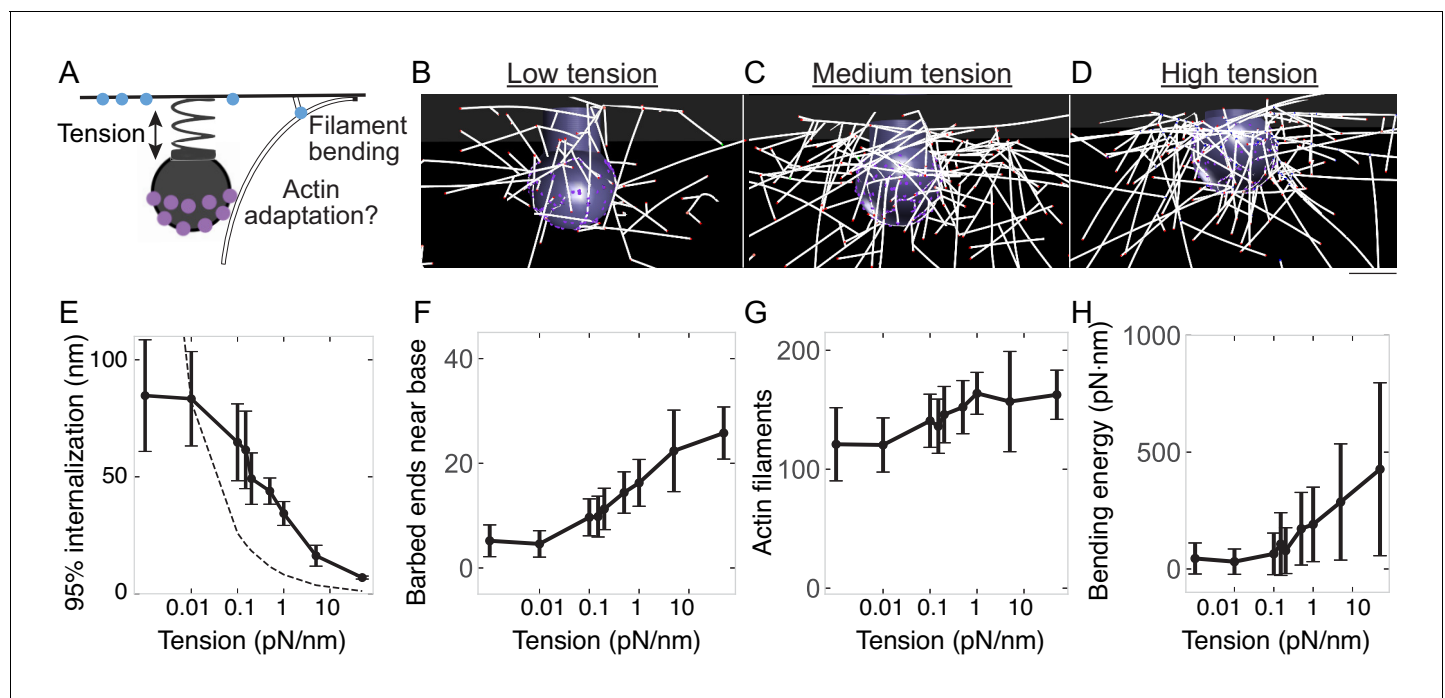 A
Tension
Filament
bending
Actin
adaptation?
B
Low tension
C
Medium tension
D
High tension
E
95% internalization (nm)
100
50
0
0.01 0.1 1 10
Tension (pN/nm)
F
Barbed ends near base
40
20
0
0.01 0.1 1 10
Tension (pN/nm)
G
Actin filaments
200
100
0
0.01 0.1 1 10
Tension (pN/nm)
H
Bending energy (pN·nm)
1000
500
0
0.01 0.1 1 10
Tension (pN/nm)